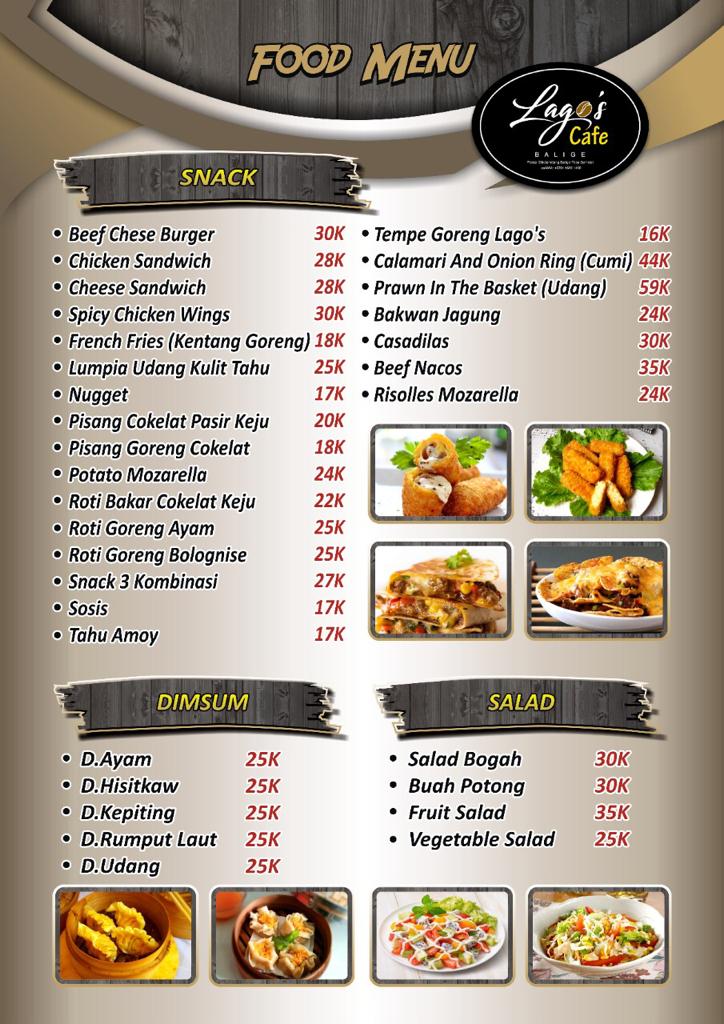 FOOD MENU
Lago's
Cafe
BALIGE
SNACK
• Beef Chese Burger 30K
• Chicken Sandwich 28K
• Cheese Sandwich 28K
• Spicy Chicken Wings 30K
• French Fries (Kentang Goreng) 18K
• Lumpia Udang Kulit Tahu 25K
• Nugget 17K
• Pisang Cokelat Pasir Keju 20K
• Pisang Goreng Cokelat 18K
• Potato Mozarella 24K
• Roti Bakar Cokelat Keju 22K
• Roti Goreng Ayam 25K
• Roti Goreng Bolognise 25K
• Snack 3 Kombinasi 27K
• Sosis 17K
• Tahu Amoy 17K
• Tempe Goreng Lago's 16K
• Calamari And Onion Ring (Cumi) 44K
• Prawn In The Basket (Udang) 59K
• Bakwan Jagung 24K
• Casadilas 30K
• Beef Nacos 35K
• Risolles Mozarella 24K
DIMSUM
• D.Ayam 25K
• D.Hisitkaw 25K
• D.Kepiting 25K
• D.Rumput Laut 25K
• D.Udang 25K
SALAD
• Salad Bogah 30K
• Buah Potong 30K
• Fruit Salad 35K
• Vegetable Salad 25K